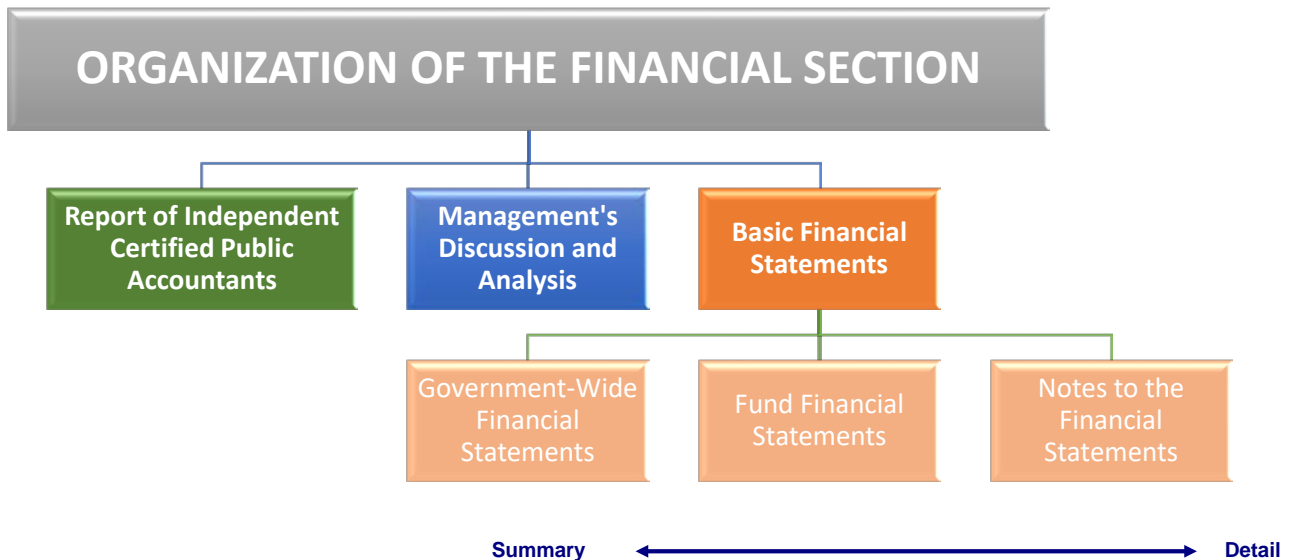 ORGANIZATION OF THE FINANCIAL SECTION
Report of Independent
Certified Public
Accountants
Management's
Discussion and
Analysis
Basic Financial
Statements
Government-Wide
Financial
Statements
Fund Financial
Statements
Notes to the
Financial
Statements
Summary
Detail